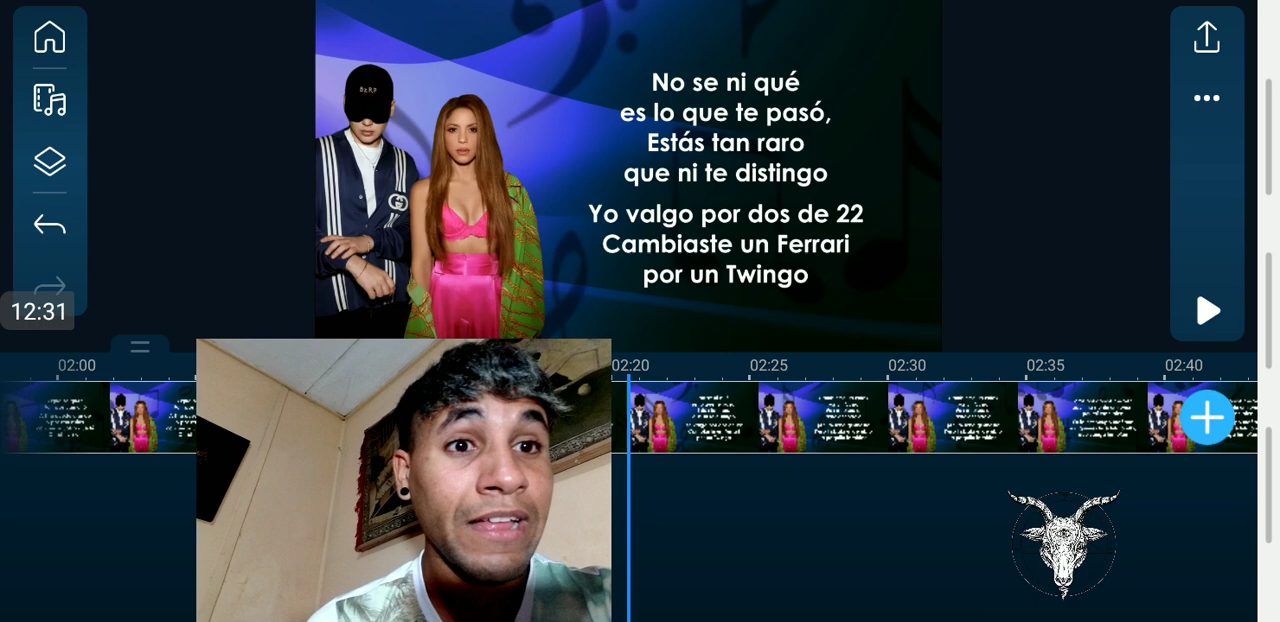 BZRP
No se ni qué
es lo que te pasó,
Estás tan raro
que ni te distingo
Yo valgo por dos de 22
Cambiaste un Ferrari
por un Twingo
12:31
02:00
02:20
02:25
02:30
02:35
02:40